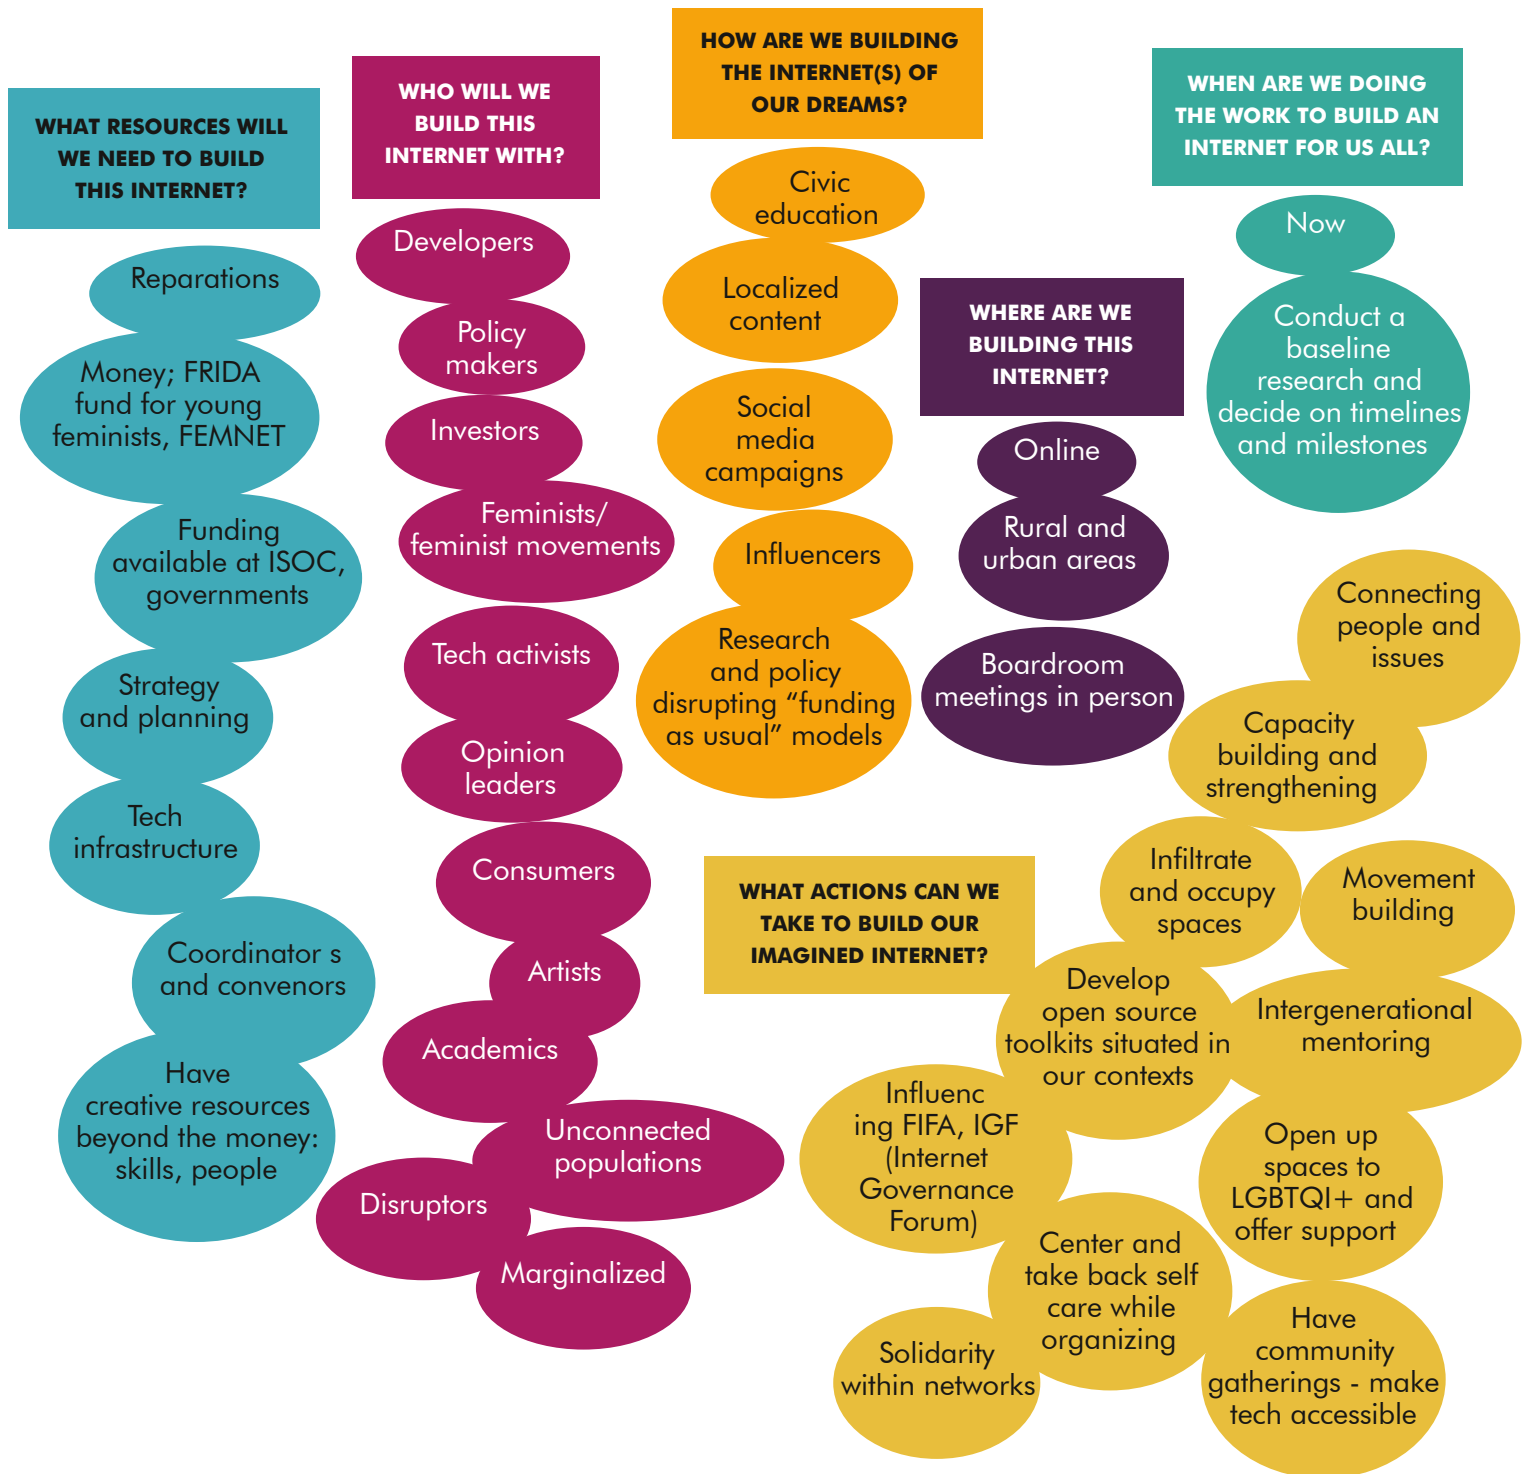 WHAT RESOURCES WILL
WE NEED TO BUILD
THIS INTERNET?
Reparations
Money; FRIDA
fund for young
feminists, FEMNET
Funding
available at ISOC,
governments
Strategy
and planning
Tech
infrastructure
Coordinator s
and convenors
Have
creative resources
beyond the money:
skills, people
WHO WILL WE
BUILD THIS
INTERNET WITH?
Developers
Policy
makers
Investors
Feminists/
feminist movements
Tech activists
Opinion
leaders
Consumers
Artists
Academics
Unconnected
populations
Disruptors
Marginalized
HOW ARE WE BUILDING
THE INTERNET(S) OF
OUR DREAMS?
Civic
education
Localized
content
Social
media
campaigns
Influencers
Research
and policy
disrupting “funding
as usual” models
WHERE ARE WE
BUILDING THIS
INTERNET?
Online
Rural and
urban areas
Boardroom
meetings in person
WHEN ARE WE DOING
THE WORK TO BUILD AN
INTERNET FOR US ALL?
Now
Conduct a
baseline
research and
decide on timelines
and milestones
WHAT ACTIONS CAN WE
TAKE TO BUILD OUR
IMAGINED INTERNET?
Connecting
people and
issues
Capacity
building and
strengthening
Infiltrate
and occupy
spaces
Movement
building
Develop
open source
toolkits situated in
our contexts
Intergenerational
mentoring
Influenc
ing FIFA, IGF
(Internet
Governance
Forum)
Open up
spaces to
LGBTQI+ and
offer support
Center and
take back self
care while
organizing
Solidarity
within networks
Have
community
gatherings - make
tech accessible